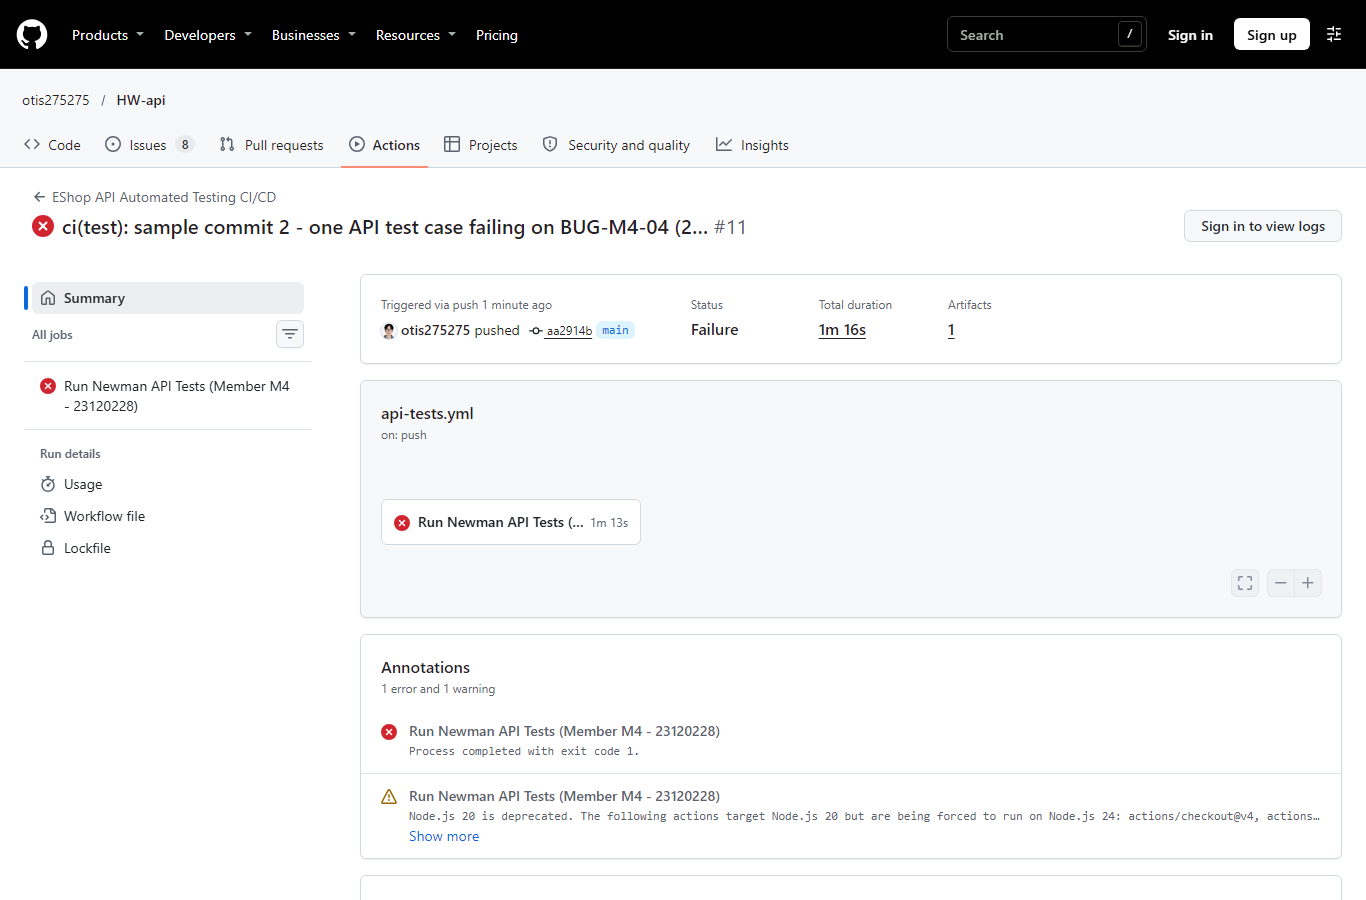 Products Developers Businesses Resources Pricing Search / Sign in Sign up
otis275275 / HW-api
Code Issues 8 Pull requests Actions Projects Security and quality Insights
EShop API Automated Testing CI/CD
ci(test): sample commit 2 - one API test case failing on BUG-M4-04 (2... #11
Sign in to view logs
Summary
All jobs
Run Newman API Tests (Member M4
- 23120228)
Run details
Usage
Workflow file
Lockfile
Triggered via push 1 minute ago
otis275275 pushed aa2914b main
Status
Failure
Total duration
1m 16s
Artifacts
1
api-tests.yml
on: push
Run Newman API Tests (... 1m 13s
Annotations
1 error and 1 warning
Run Newman API Tests (Member M4 - 23120228)
Process completed with exit code 1.
Run Newman API Tests (Member M4 - 23120228)
Node.js 20 is deprecated. The following actions target Node.js 20 but are being forced to run on Node.js 24: actions/checkout@v4, actions…
Show more